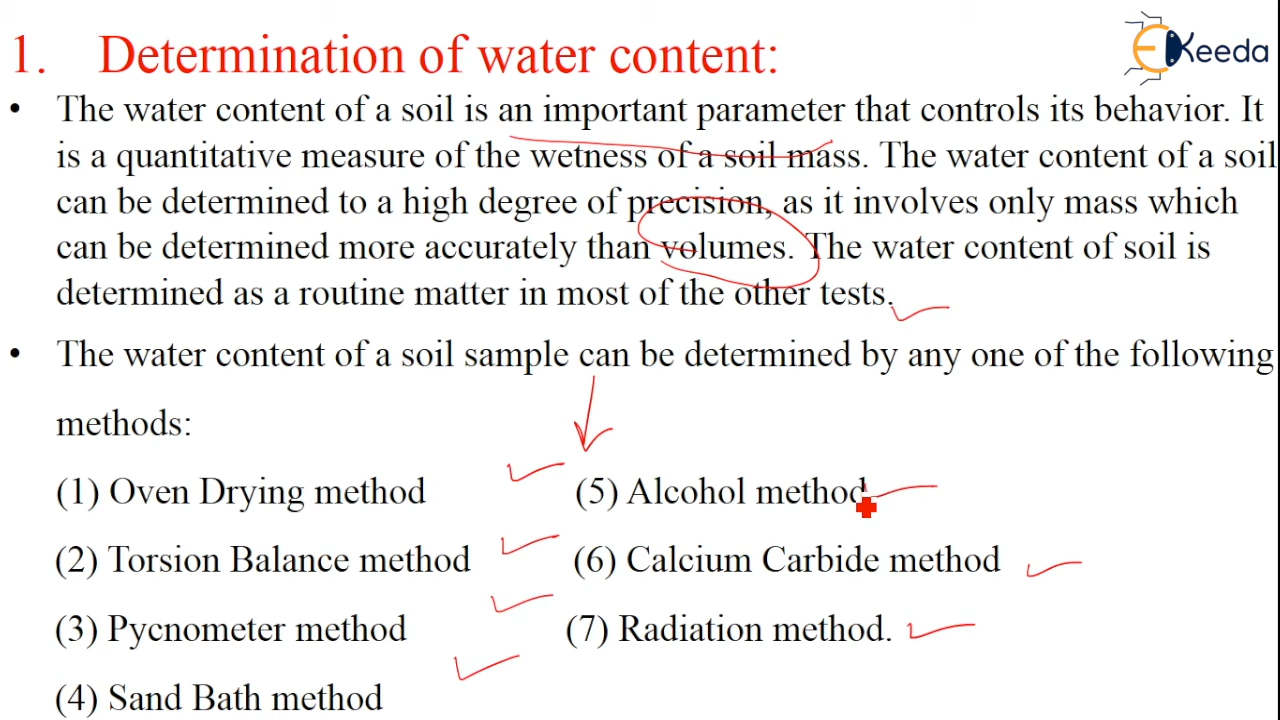 1. Determination of water content:
EKeeda
• The water content of a soil is an important parameter that controls its behavior. It
is a quantitative measure of the wetness of a soil mass. The water content of a soil
can be determined to a high degree of precision, as it involves only mass which
can be determined more accurately than volumes. The water content of soil is
determined as a routine matter in most of the other tests.
• The water content of a soil sample can be determined by any one of the following
methods:
(1) Oven Drying method (5) Alcohol method
(2) Torsion Balance method (6) Calcium Carbide method
(3) Pycnometer method (7) Radiation method.
(4) Sand Bath method